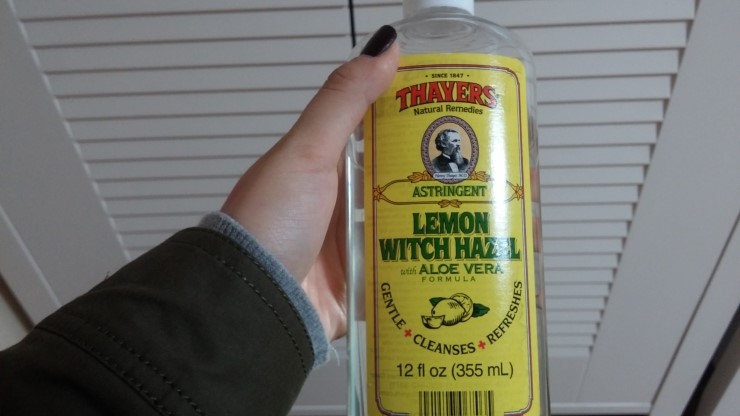 • SINCE 1847 •
THAYERS
Natural Remedies
ASTRINGENT
LEMON
WITCH HAZEL
with ALOE VERA
FORMULA
GENTLE + CLEANSES + REFRESHES
12 fl oz (355 mL)